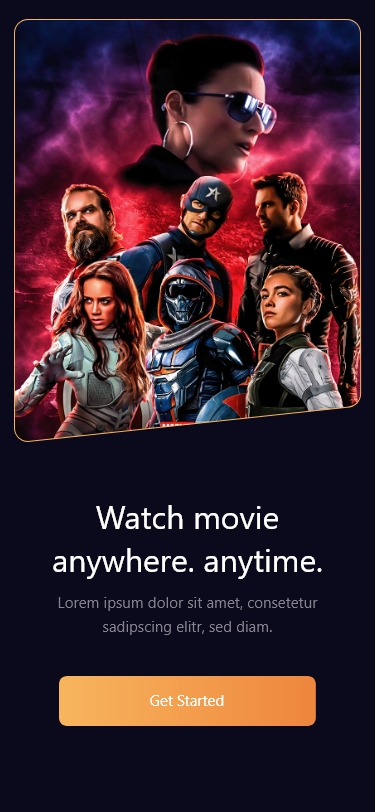 Watch movie
anywhere. anytime.
Lorem ipsum dolor sit amet, consetetur
sadipscing elitr, sed diam.
Get Started